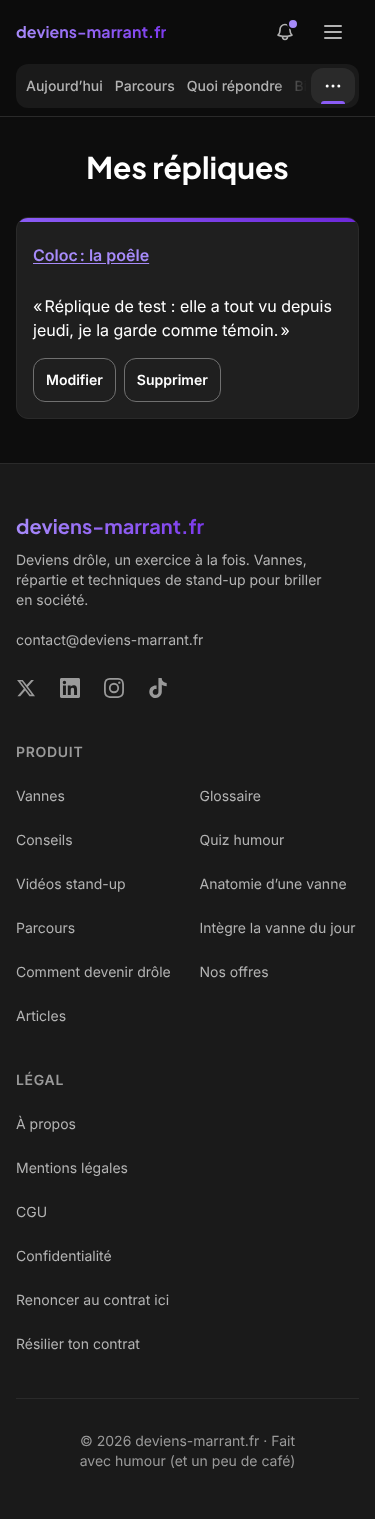 deviens-marrant.fr
Aujourd’hui Parcours Quoi répondre
Mes répliques
Coloc : la poêle
« Réplique de test : elle a tout vu depuis
jeudi, je la garde comme témoin. »
Modifier Supprimer
deviens-marrant.fr
Deviens drôle, un exercice à la fois. Vannes,
répartie et techniques de stand-up pour briller
en société.
contact@deviens-marrant.fr
PRODUIT
Vannes Glossaire
Conseils Quiz humour
Vidéos stand-up Anatomie d’une vanne
Parcours Intègre la vanne du jour
Comment devenir drôle Nos offres
Articles
LÉGAL
À propos
Mentions légales
CGU
Confidentialité
Renoncer au contrat ici
Résilier ton contrat
© 2026 deviens-marrant.fr · Fait
avec humour (et un peu de café)